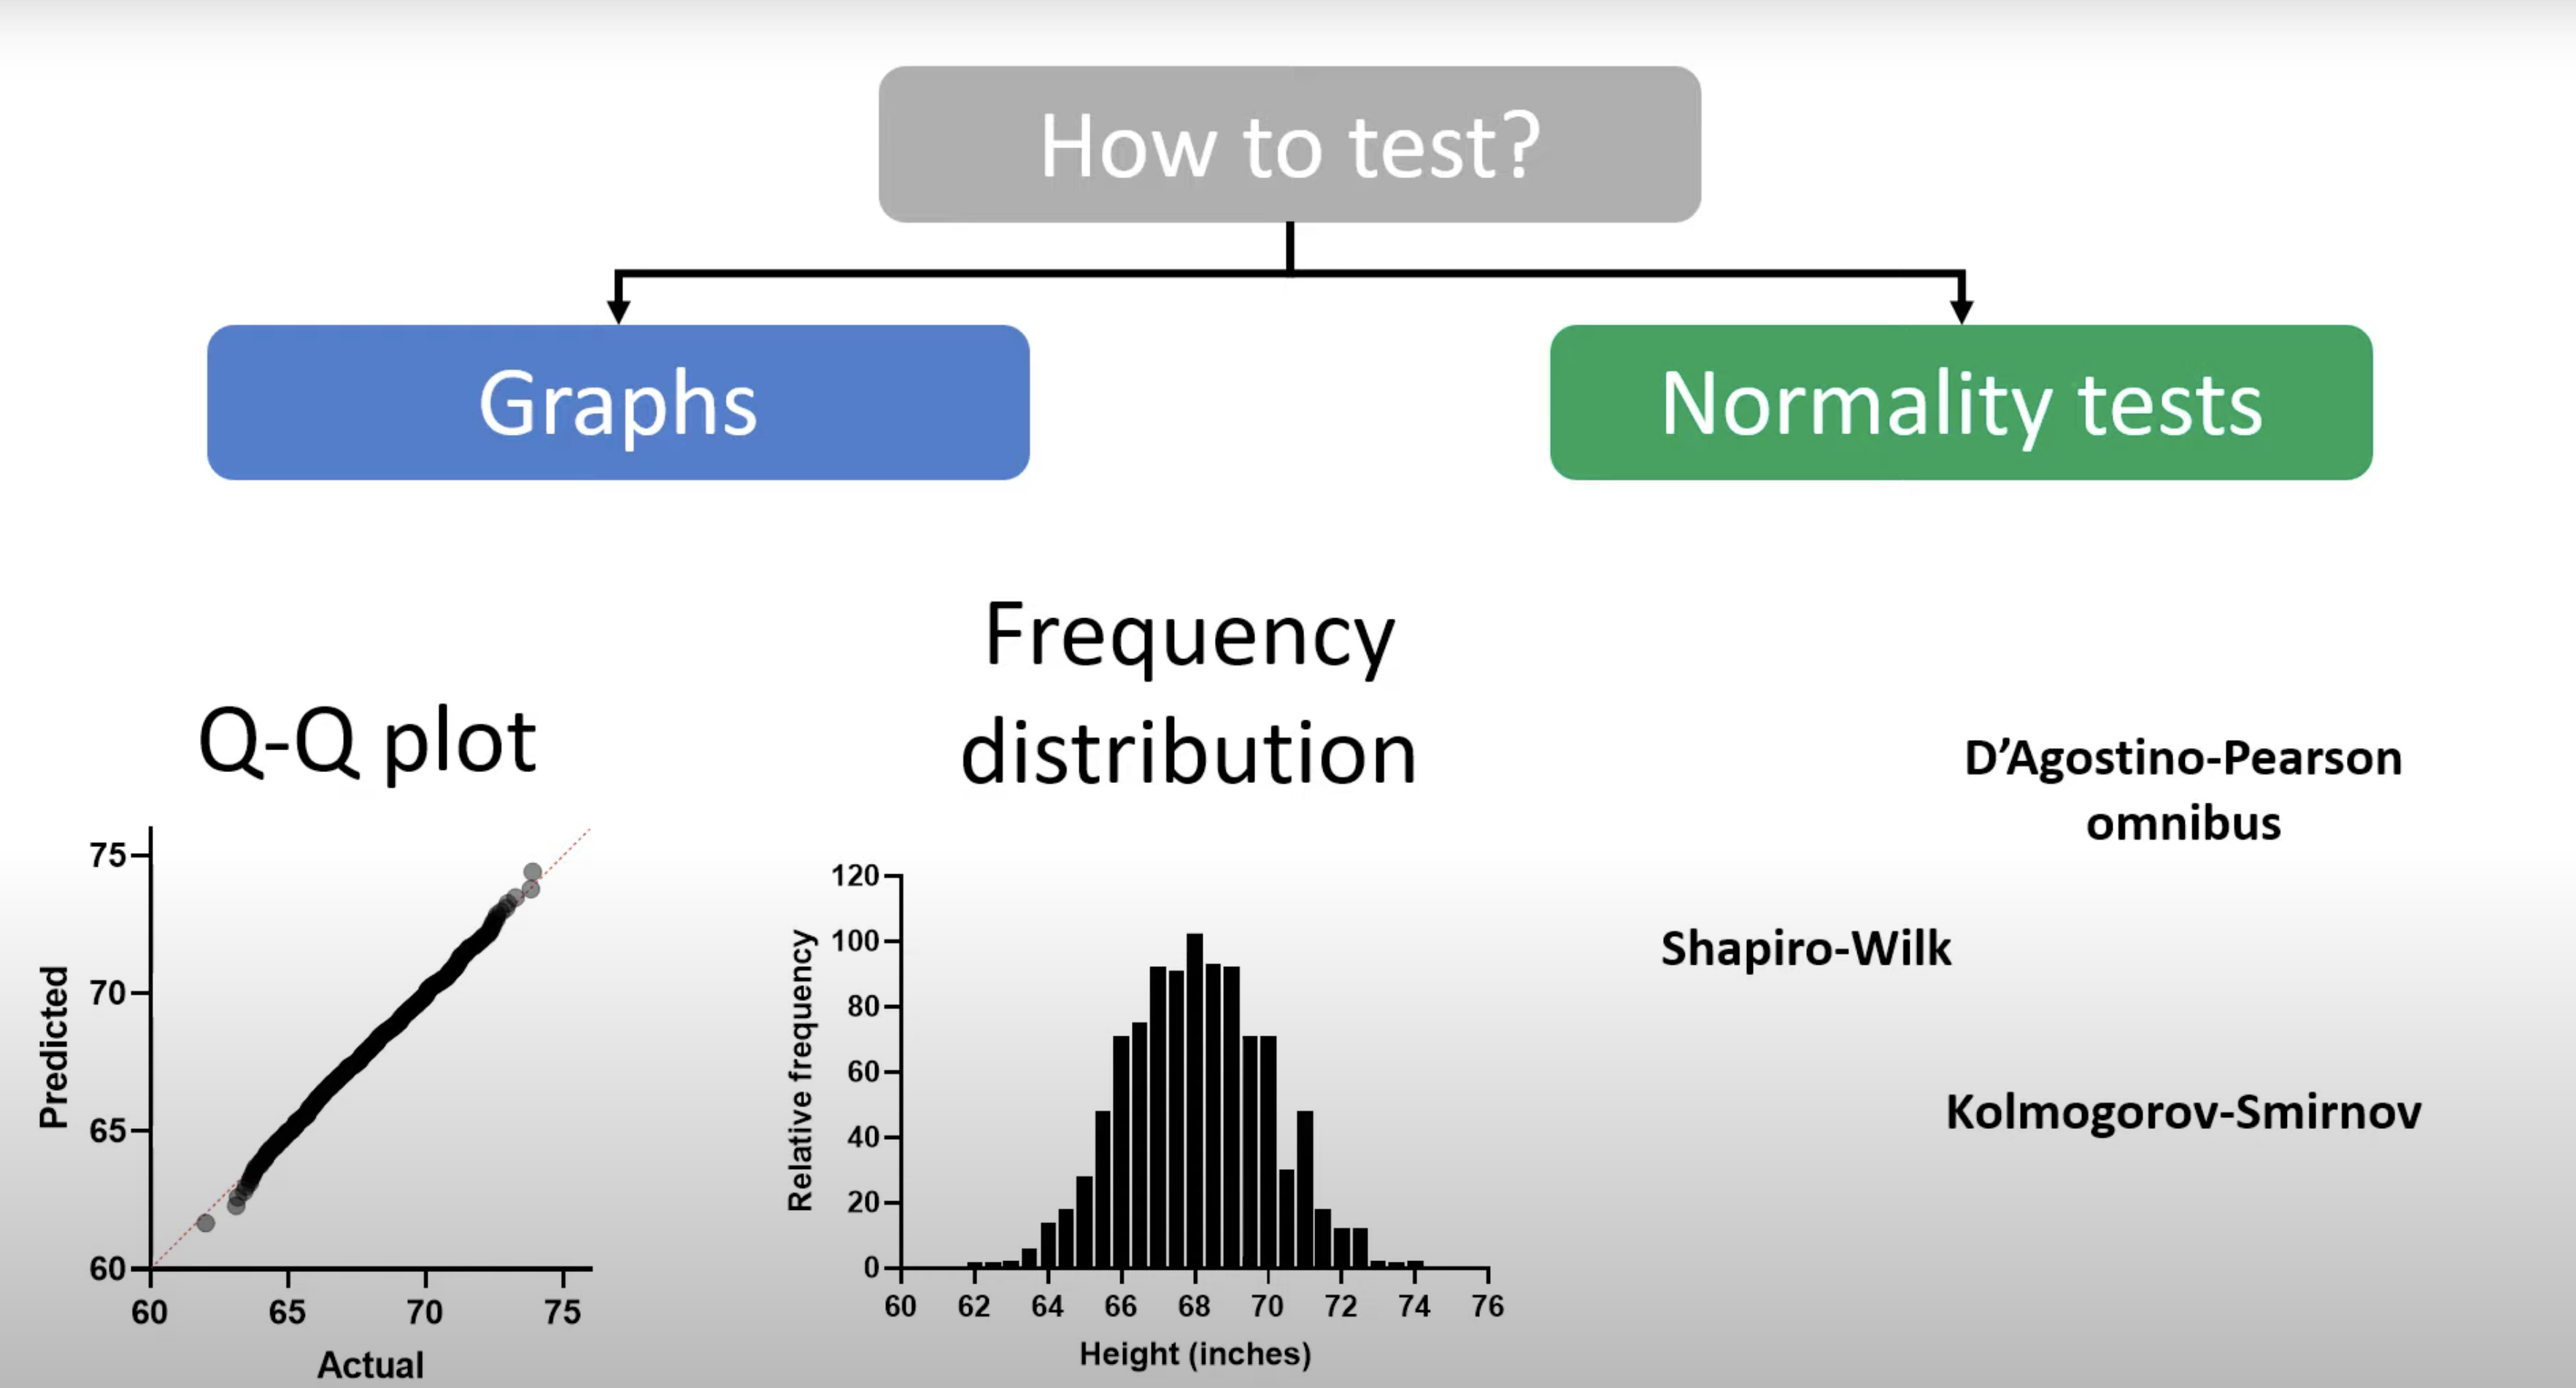 How to test?
Graphs
Normality tests
Q-Q plot
75
70
65
60
60 65 70 75
Predicted
Actual
Frequency
distribution
120
100
80
60
40
20
0
60 62 64 66 68 70 72 74 76
Relative frequency
Height (inches)
D’Agostino-Pearson
omnibus
Shapiro-Wilk
Kolmogorov-Smirnov